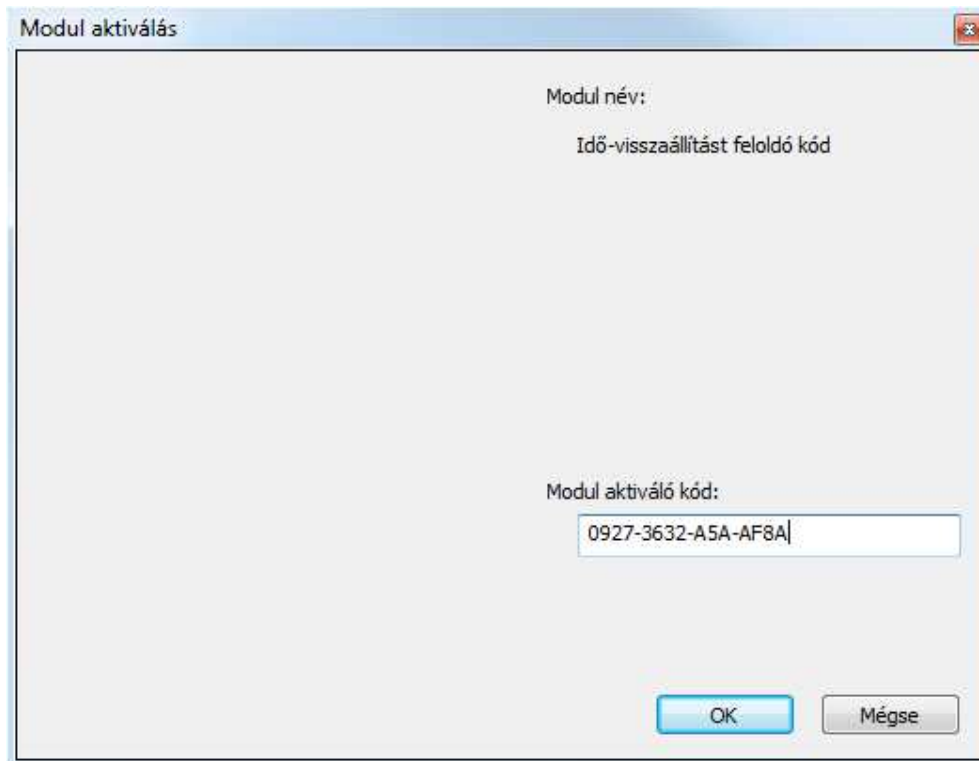 Modul aktiválás
Modul név:
Idő-visszaállítást feloldó kód
Modul aktiváló kód:
0927-3632-A5A-AF8A
OK
Mégse